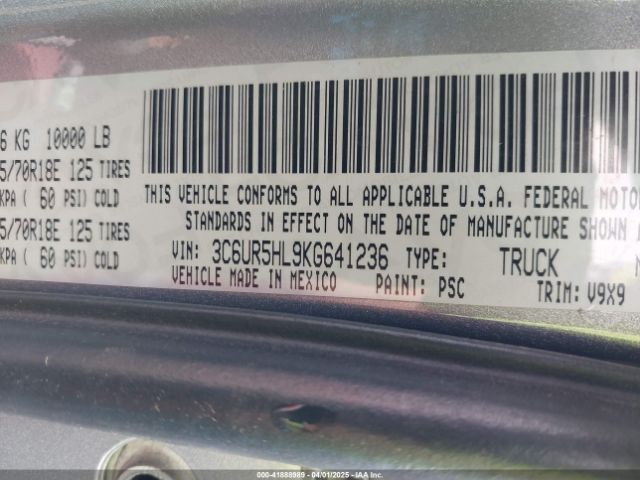 6 KG 10000 LB
5/70R18E 125 TIRES
KPA ( 60 PSI) COLD
5/70R18E 125 TIRES
KPA ( 60 PSI) COLD
THIS VEHICLE CONFORMS TO ALL APPLICABLE U.S.A. FEDERAL MOTO
STANDARDS IN EFFECT ON THE DATE OF MANUFACTURE SHOWN
VIN: 3C6UR5HL9KG641236 TYPE: TRUCK
VEHICLE MADE IN MEXICO PAINT: PSC TRIM: V9X9
000-41888989 04/01/2025 IAA Inc.